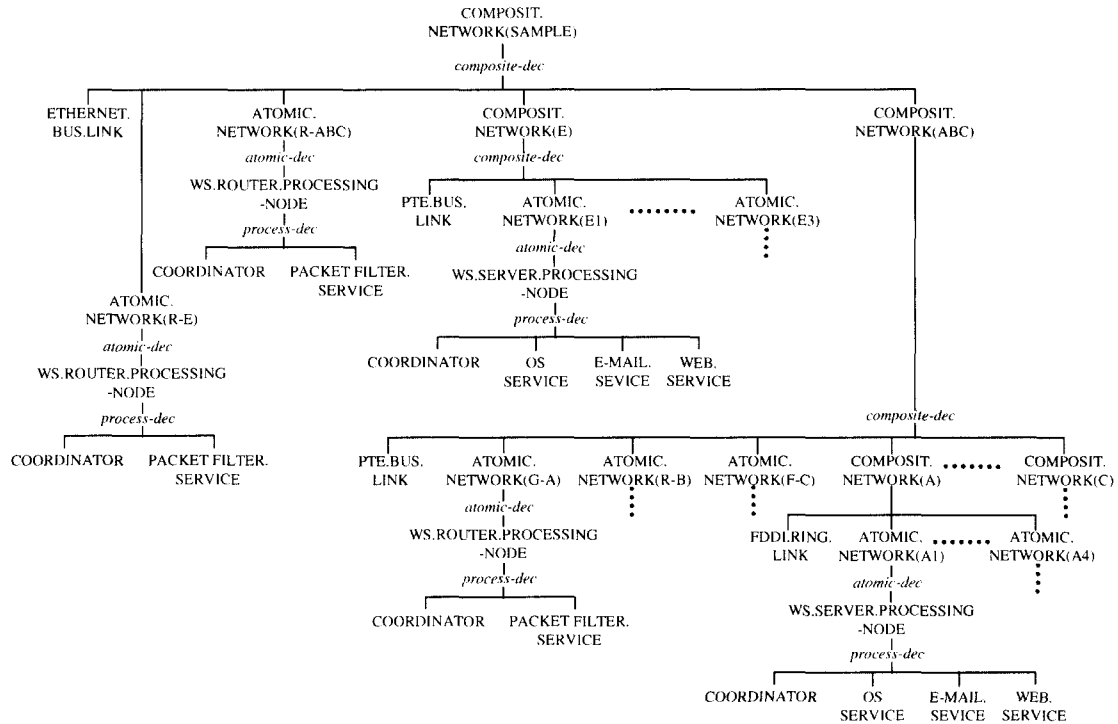 COMPOSIT.
NETWORK(SAMPLE)
composite-dec
ETHERNET.
BUS.LINK
ATOMIC.
NETWORK(R-ABC)
COMPOSIT.
NETWORK(E)
COMPOSIT.
NETWORK(ABC)
atomic-dec
composite-dec
WS.ROUTER.PROCESSING
-NODE
PTE.BUS.
LINK
ATOMIC.
NETWORK(E1)
ATOMIC.
NETWORK(E3)
process-dec
atomic-dec
COORDINATOR
PACKET FILTER.
SERVICE
WS.SERVER.PROCESSING
-NODE
ATOMIC.
NETWORK(R-E)
process-dec
atomic-dec
COORDINATOR
OS
SERVICE
E-MAIL.
SEVICE
WEB.
SERVICE
WS.ROUTER.PROCESSING
-NODE
process-dec
composite-dec
COORDINATOR
PACKET FILTER.
SERVICE
PTE.BUS.
LINK
ATOMIC.
NETWORK(G-A)
ATOMIC.
NETWORK(R-B)
ATOMIC.
NETWORK(F-C)
COMPOSIT.
NETWORK(A)
COMPOSIT.
NETWORK(C)
atomic-dec
WS.ROUTER.PROCESSING
-NODE
FDDI.RING.
LINK
ATOMIC.
NETWORK(A1)
ATOMIC.
NETWORK(A4)
process-dec
atomic-dec
COORDINATOR
PACKET FILTER.
SERVICE
WS.SERVER.PROCESSING
-NODE
process-dec
COORDINATOR
OS
SERVICE
E-MAIL.
SEVICE
WEB.
SERVICE